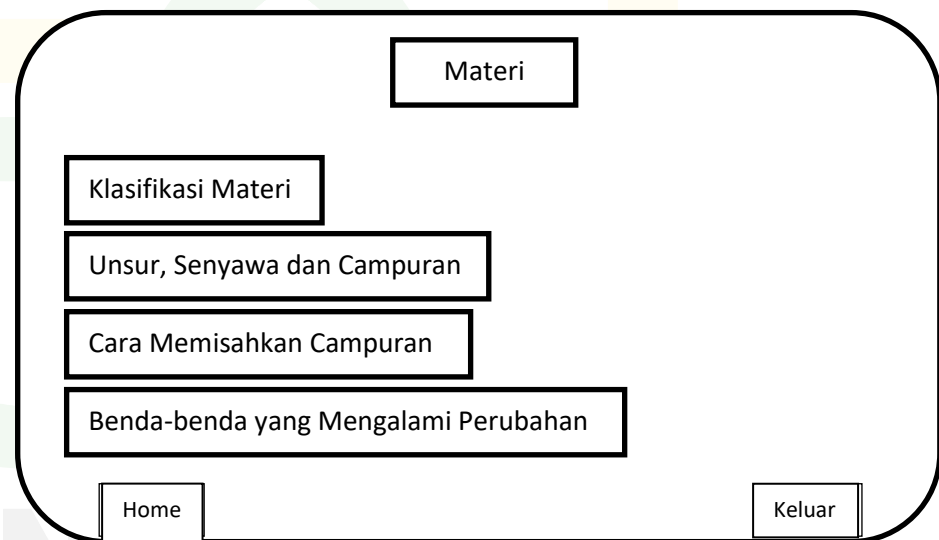 Materi
Klasifikasi Materi
Unsur, Senyawa dan Campuran
Cara Memisahkan Campuran
Benda-benda yang Mengalami Perubahan
Home
Keluar